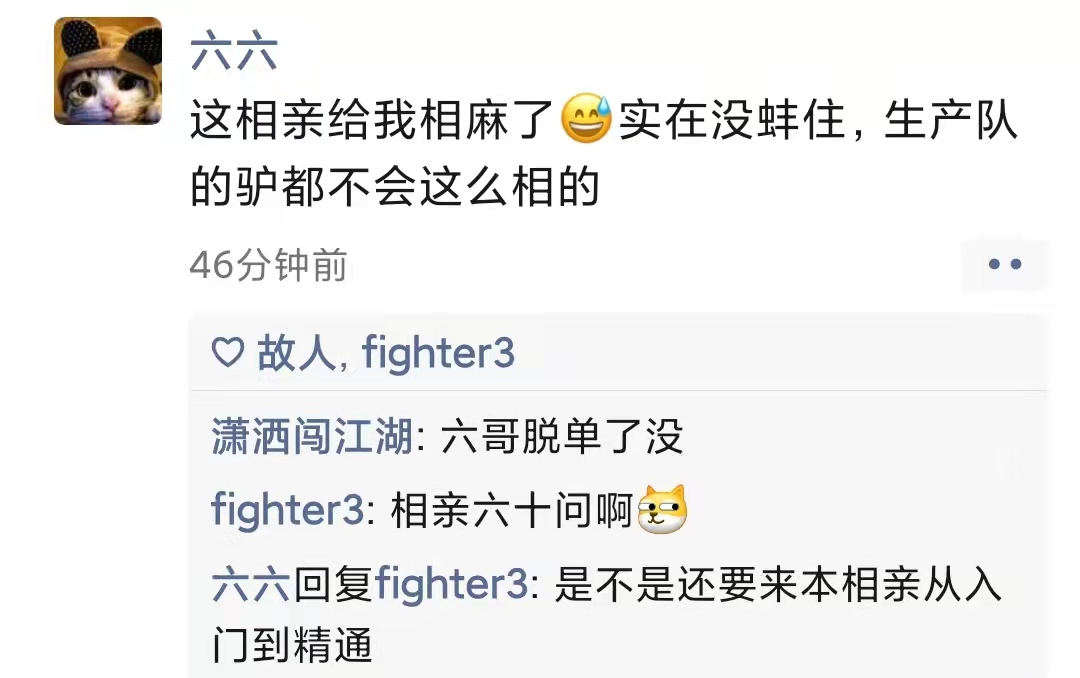 六六
这相亲给我相麻了😅实在没蚌住，生产队
的驴都不会这么相的
46分钟前
♡ 故人, fighter3
潇洒闯江湖: 六哥脱单了没
fighter3: 相亲六十问啊
六六回复fighter3: 是不是还要来本相亲从入
门到精通